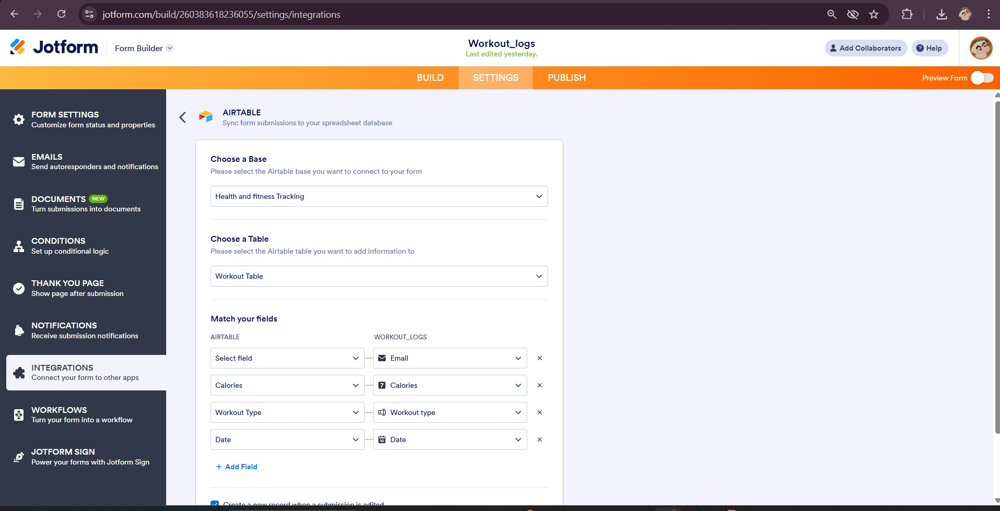 jotform.com/build/260383618236055/settings/integrations
Jotform
Form Builder
Workout_logs
Last edited yesterday.
Add Collaborators
Help
BUILD
SETTINGS
PUBLISH
Preview Form
FORM SETTINGS
Customize form status and properties
EMAILS
Send autoresponders and notifications
DOCUMENTS NEW
Turn submissions into documents
CONDITIONS
Set up conditional logic
THANK YOU PAGE
Show page after submission
NOTIFICATIONS
Receive submission notifications
INTEGRATIONS
Connect your form to other apps
WORKFLOWS
Turn your form into a workflow
JOTFORM SIGN
Power your forms with Jotform Sign
AIRTABLE
Sync form submissions to your spreadsheet database
Choose a Base
Please select the Airtable base you want to connect to your form
Health and fitness Tracking
Choose a Table
Please select the Airtable table you want to add information to
Workout Table
Match your fields
AIRTABLE WORKOUT_LOGS
Select field Email
Calories 7 Calories
Workout Type Workout type
Date 10 Date
+ Add Field
Create a new record when a submission is edited